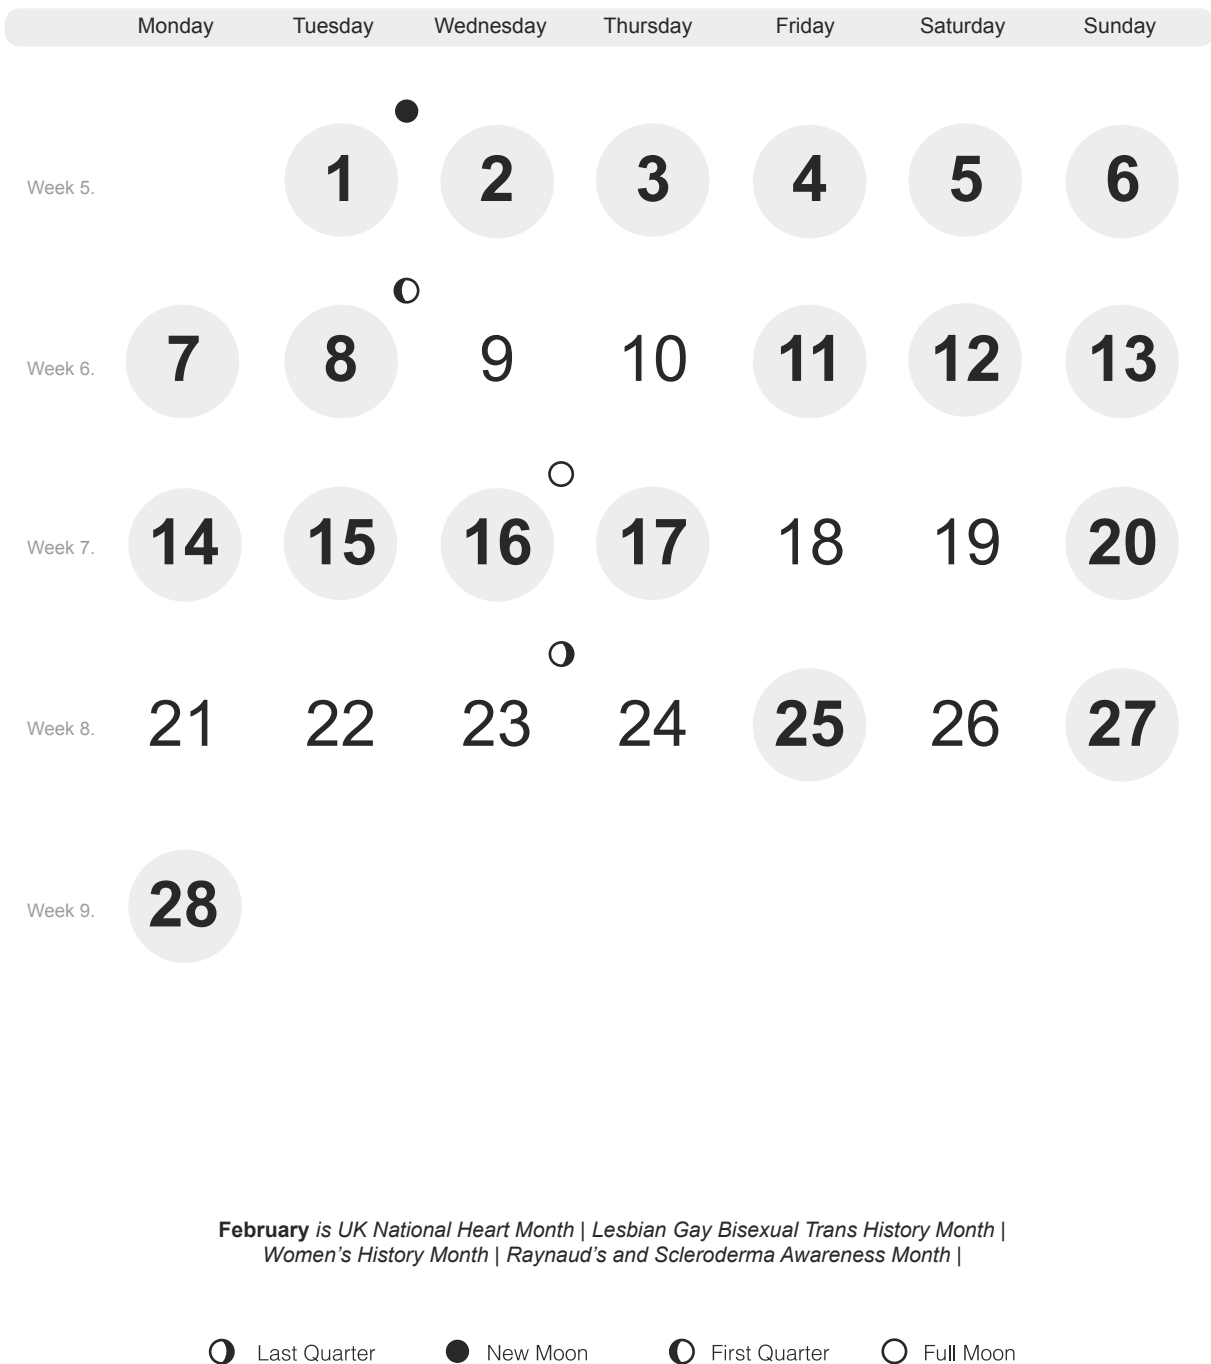 Monday Tuesday Wednesday Thursday Friday Saturday Sunday
Week 5. 1 2 3 4 5 6
Week 6. 7 8 9 10 11 12 13
Week 7. 14 15 16 17 18 19 20
Week 8. 21 22 23 24 25 26 27
Week 9. 28
February is UK National Heart Month | Lesbian Gay Bisexual Trans History Month |
Women's History Month | Raynaud's and Scleroderma Awareness Month |
Last Quarter New Moon First Quarter Full Moon